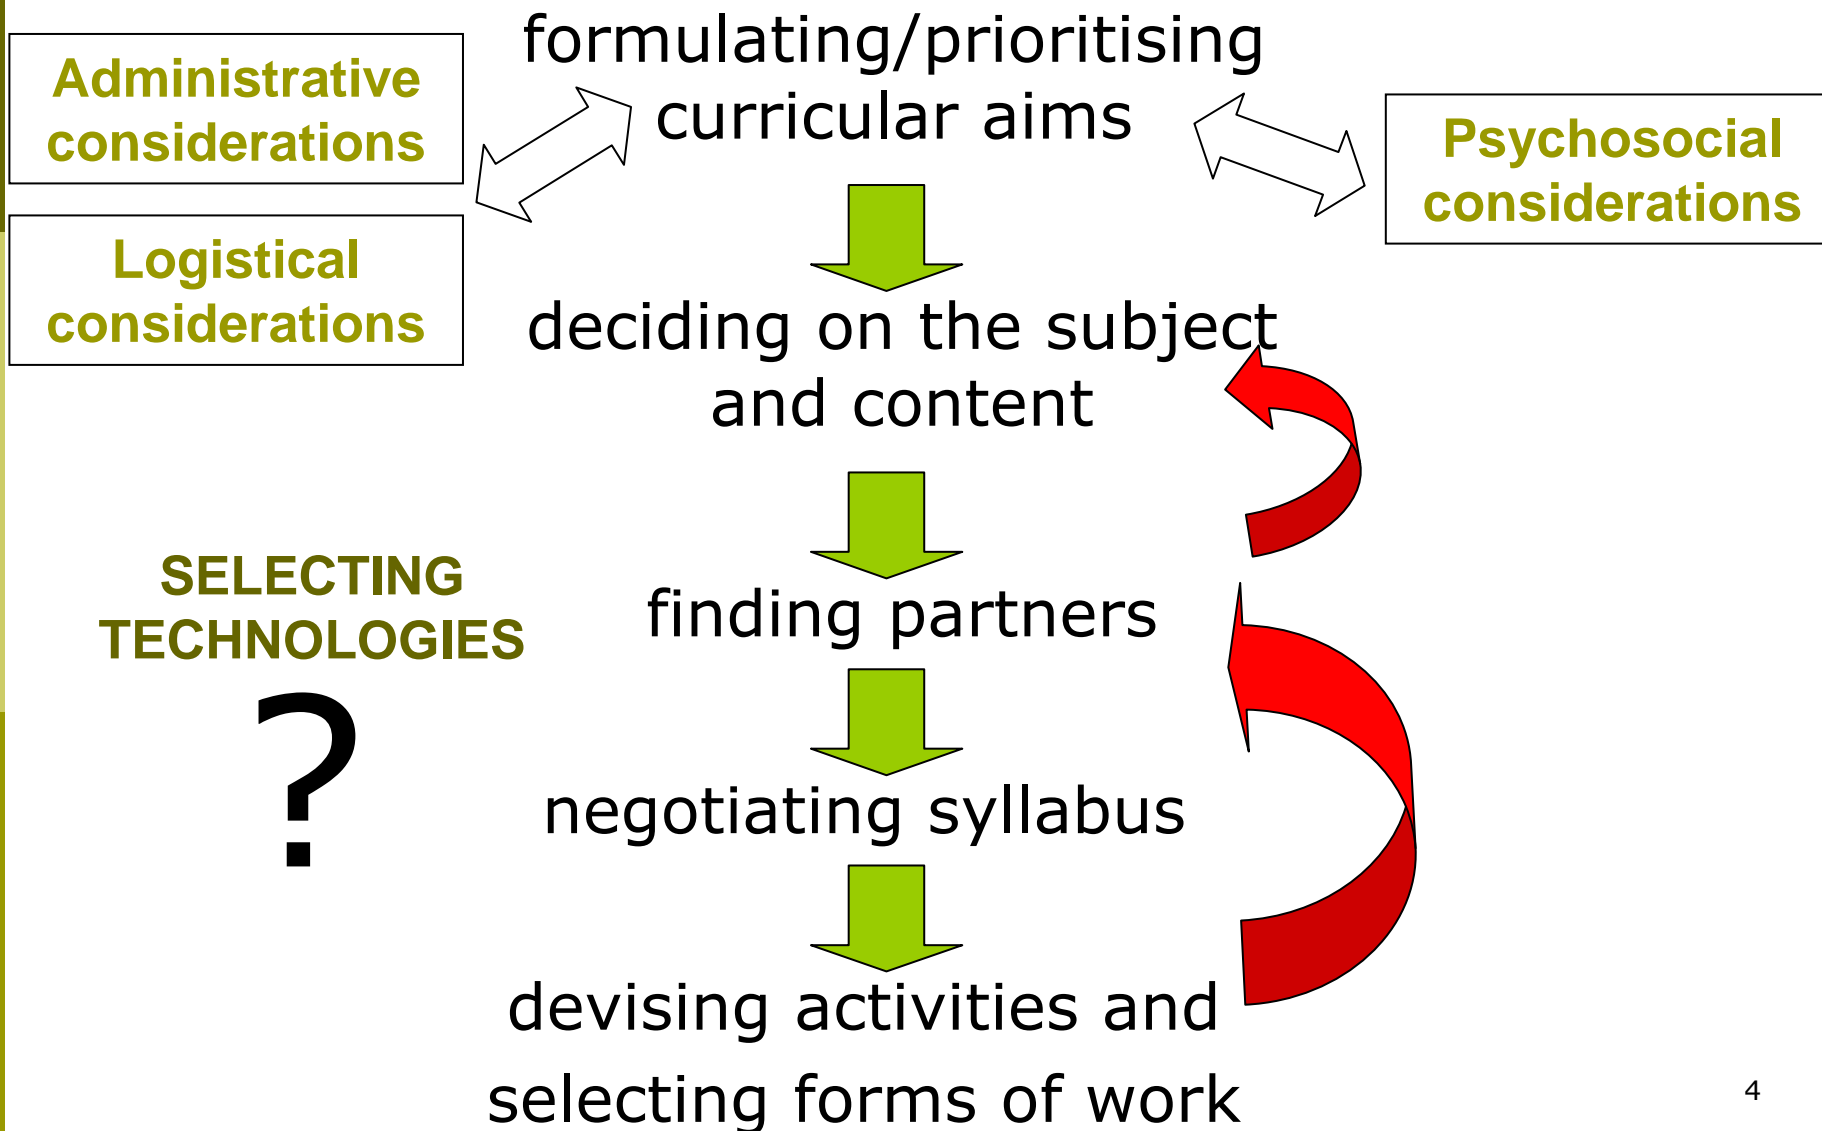 formulating/prioritising
curricular aims
Administrative
considerations
Logistical
considerations
Psychosocial
considerations
deciding on the subject
and content
SELECTING
TECHNOLOGIES
?
finding partners
negotiating syllabus
devising activities and
selecting forms of work
4